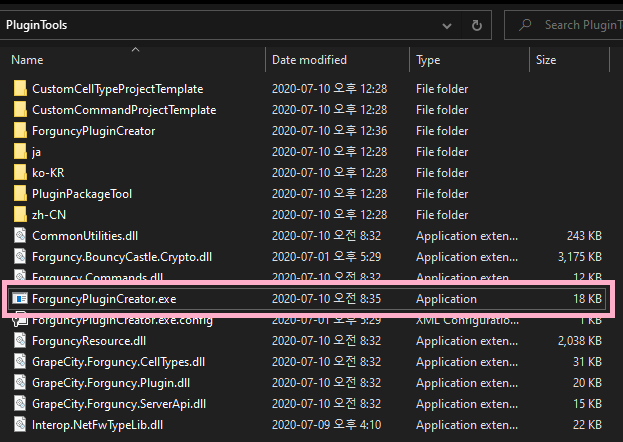 PluginTools
Search PluginT
Name Date modified Type Size
CustomCellTypeProjectTemplate 2020-07-10 오후 12:28 File folder
CustomCommandProjectTemplate 2020-07-10 오후 12:28 File folder
ForguncyPluginCreator 2020-07-10 오후 12:36 File folder
ja 2020-07-10 오후 12:28 File folder
ko-KR 2020-07-10 오후 12:28 File folder
PluginPackageTool 2020-07-10 오후 12:28 File folder
zh-CN 2020-07-10 오후 12:28 File folder
CommonUtilities.dll 2020-07-10 오전 8:32 Application exten... 243 KB
Forguncy.BouncyCastle.Crypto.dll 2020-07-01 오후 5:29 Application exten... 3,175 KB
Forguncy.Commands.dll 2020-07-10 오전 8:32 Application exten... 12 KB
ForguncyPluginCreator.exe 2020-07-10 오전 8:35 Application 18 KB
ForguncyPluginCreator.exe.config 2020-07-01 오후 5:29 XML Configuratio... 1 KB
ForguncyResource.dll 2020-07-10 오전 8:32 Application exten... 2,038 KB
GrapeCity.Forguncy.CellTypes.dll 2020-07-10 오전 8:32 Application exten... 31 KB
GrapeCity.Forguncy.Plugin.dll 2020-07-10 오전 8:32 Application exten... 20 KB
GrapeCity.Forguncy.ServerApi.dll 2020-07-10 오전 8:32 Application exten... 15 KB
Interop.NetFwTypeLib.dll 2020-07-09 오후 4:10 Application exten... 22 KB